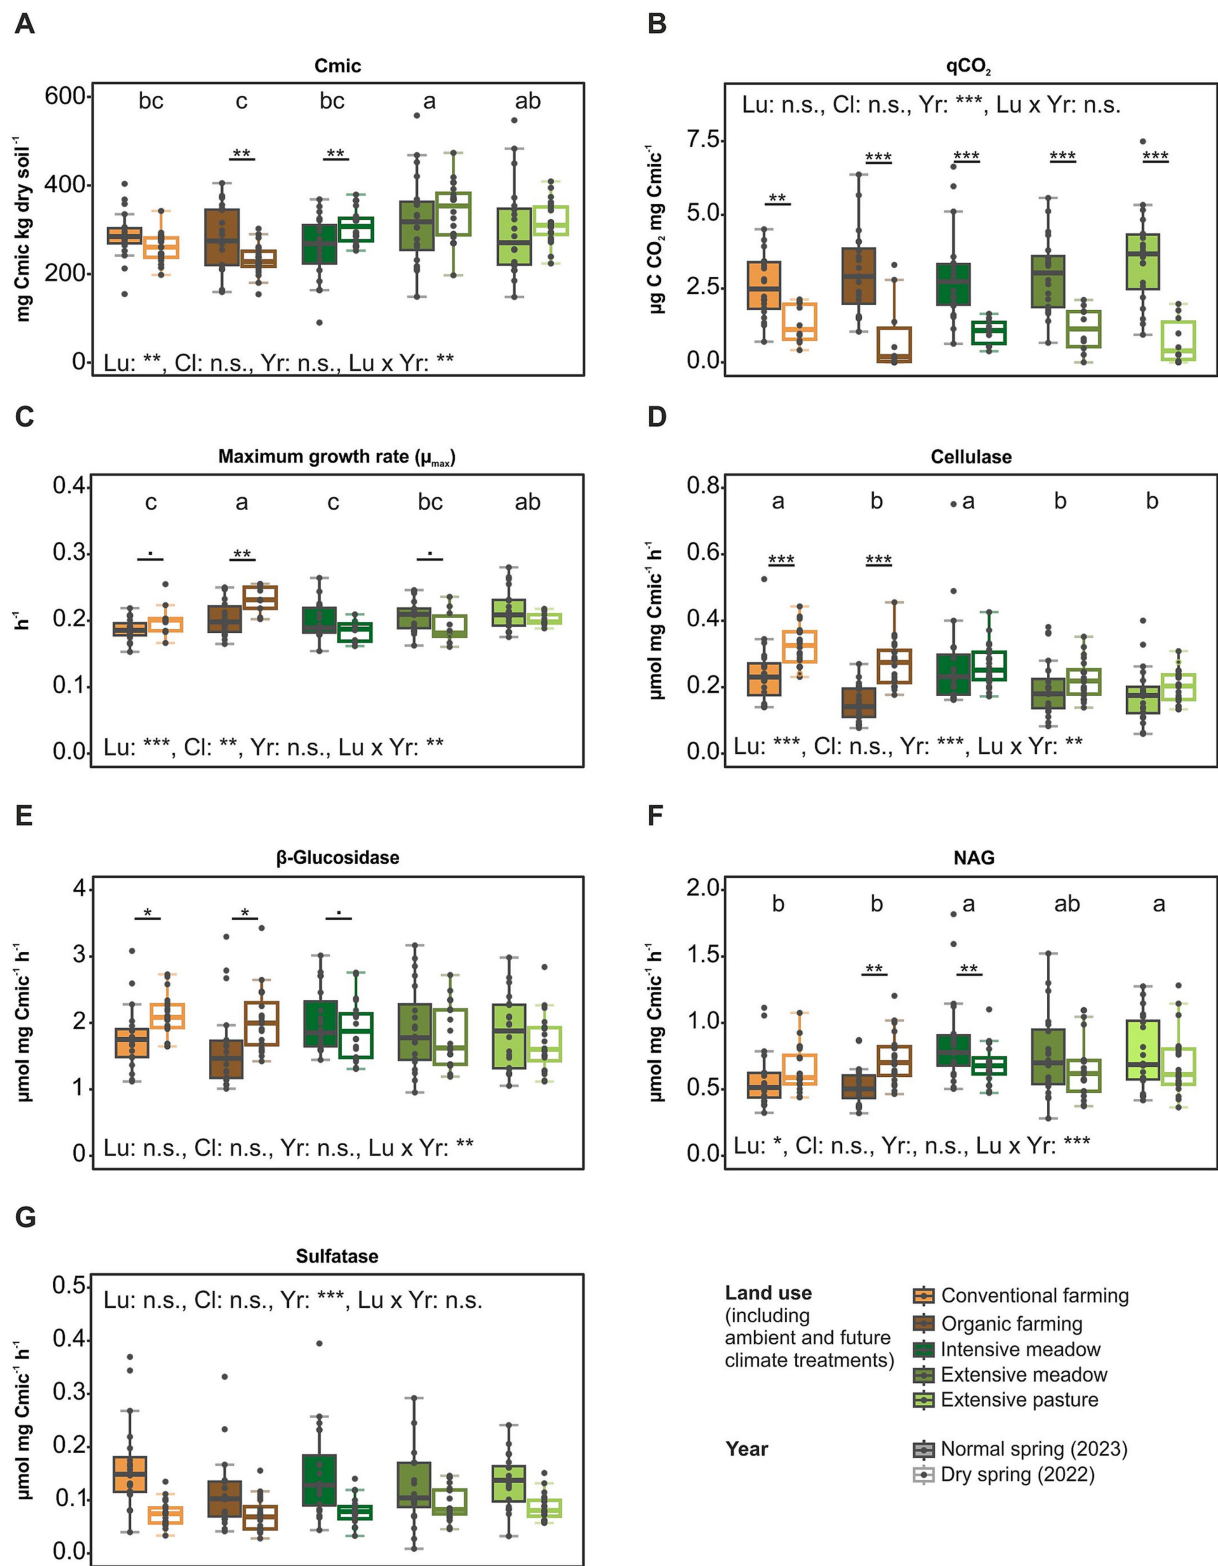 A
Cmic
mg Cmic kg dry soil⁻¹
600
400
200
0
bc c bc a ab
** **
Lu: **, Cl: n.s., Yr: n.s., Lu x Yr: **
B
qCO₂
µg C CO₂ mg Cmic⁻¹
7.5
5.0
2.5
0.0
Lu: n.s., Cl: n.s., Yr: ***, Lu x Yr: n.s.
** *** *** *** ***
C
Maximum growth rate (µmax)
h⁻¹
0.4
0.3
0.2
0.1
0.0
c a c bc ab
. ** .
Lu: ***, Cl: **, Yr: n.s., Lu x Yr: **
D
Cellulase
µmol mg Cmic⁻¹ h⁻¹
0.8
0.6
0.4
0.2
0.0
a b a b b
*** ***
Lu: ***, Cl: n.s., Yr: ***, Lu x Yr: **
E
β-Glucosidase
µmol mg Cmic⁻¹ h⁻¹
4
3
2
1
0
* * .
Lu: n.s., Cl: n.s., Yr: n.s., Lu x Yr: **
F
NAG
µmol mg Cmic⁻¹ h⁻¹
2.0
1.5
1.0
0.5
0.0
b b a ab a
** **
Lu: *, Cl: n.s., Yr:, n.s., Lu x Yr: ***
G
Sulfatase
µmol mg Cmic⁻¹ h⁻¹
0.5
0.4
0.3
0.2
0.1
0.0
Lu: n.s., Cl: n.s., Yr: ***, Lu x Yr: n.s.
Land use
(including
ambient and future
climate treatments)
Conventional farming
Organic farming
Intensive meadow
Extensive meadow
Extensive pasture
Year
Normal spring (2023)
Dry spring (2022)